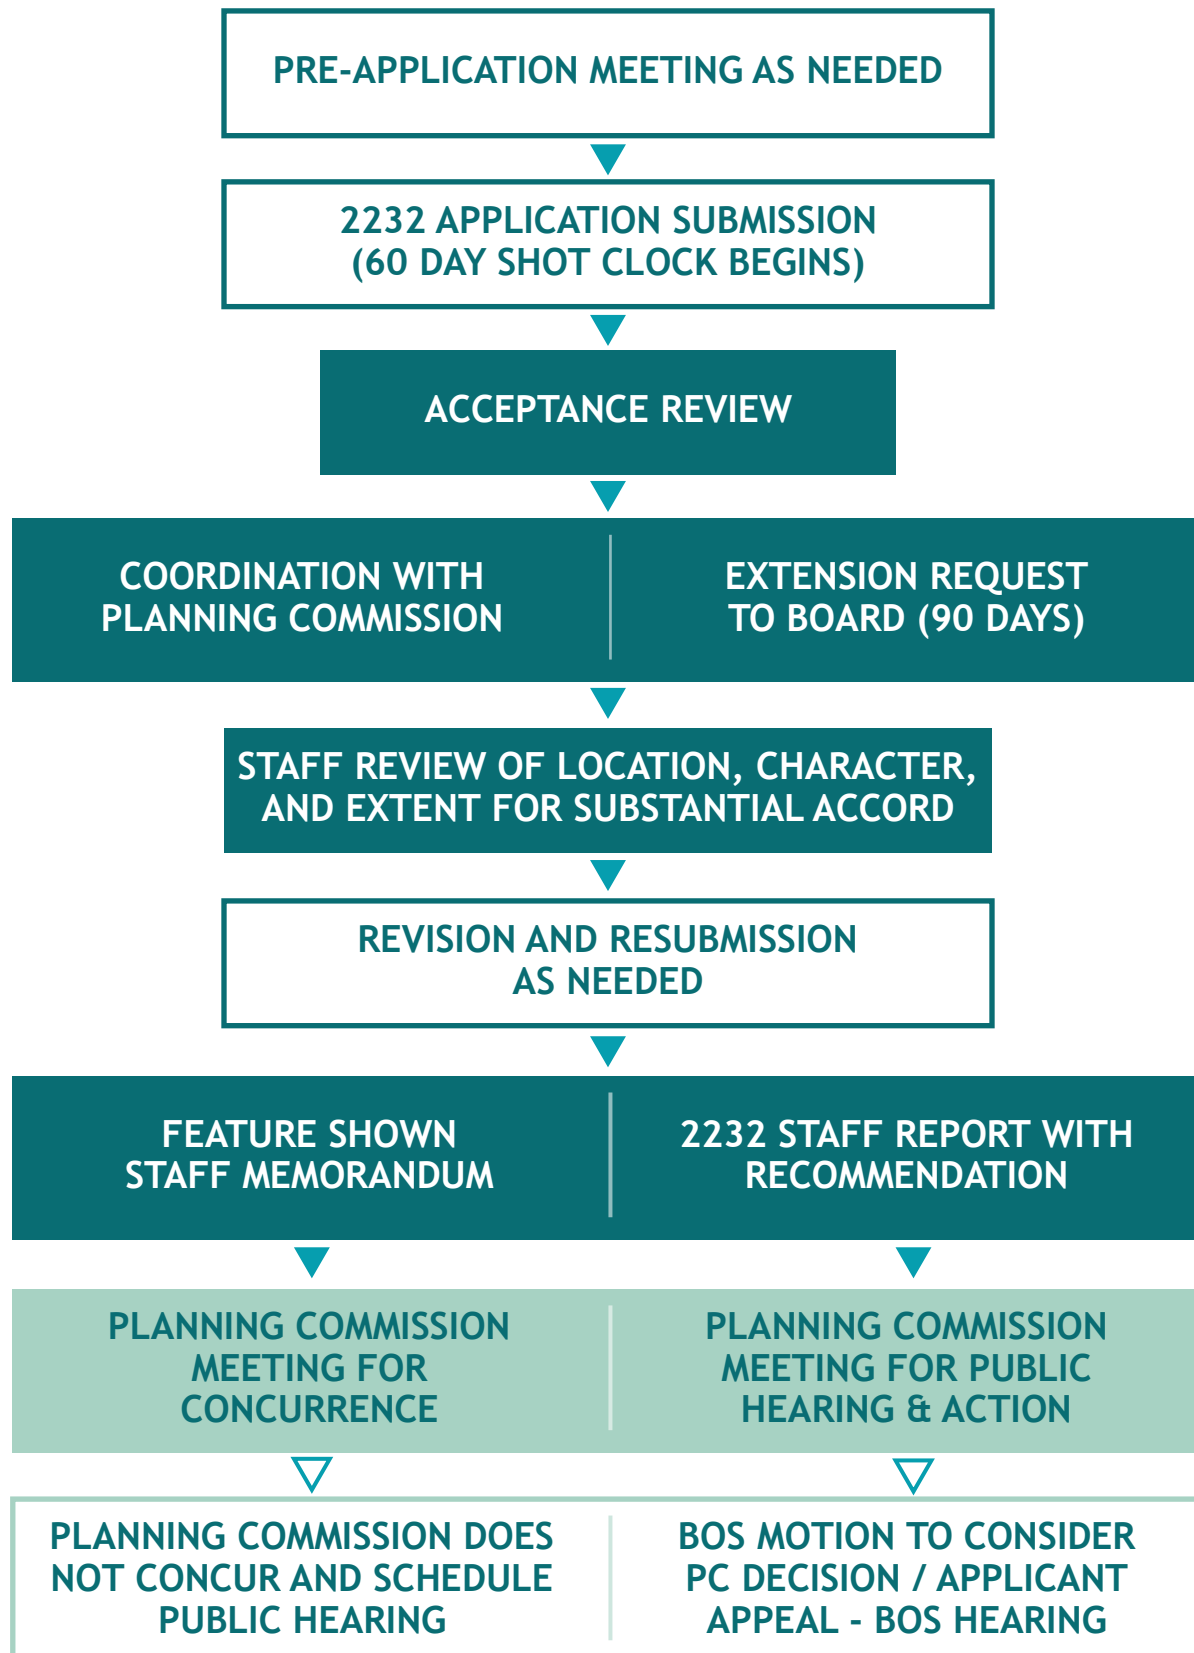 PRE-APPLICATION MEETING AS NEEDED
2232 APPLICATION SUBMISSION
(60 DAY SHOT CLOCK BEGINS)
ACCEPTANCE REVIEW
COORDINATION WITH
PLANNING COMMISSION
EXTENSION REQUEST
TO BOARD (90 DAYS)
STAFF REVIEW OF LOCATION, CHARACTER,
AND EXTENT FOR SUBSTANTIAL ACCORD
REVISION AND RESUBMISSION
AS NEEDED
FEATURE SHOWN
STAFF MEMORANDUM
2232 STAFF REPORT WITH
RECOMMENDATION
PLANNING COMMISSION
MEETING FOR
CONCURRENCE
PLANNING COMMISSION
MEETING FOR PUBLIC
HEARING & ACTION
PLANNING COMMISSION DOES
NOT CONCUR AND SCHEDULE
PUBLIC HEARING
BOS MOTION TO CONSIDER
PC DECISION / APPLICANT
APPEAL - BOS HEARING